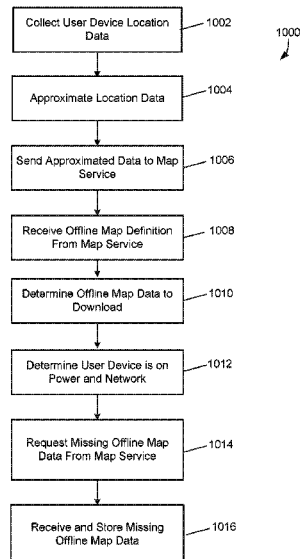 Collect User Device Location
Data
1002
1000
Approximate Location Data
1004
Send Approximated Data to Map
Service
1006
Receive Offline Map Definition
From Map Service
1008
Determine Offline Map Data to
Download
1010
Determine User Device is on
Power and Network
1012
Request Missing Offline Map
Data From Map Service
1014
Receive and Store Missing
Offline Map Data
1016